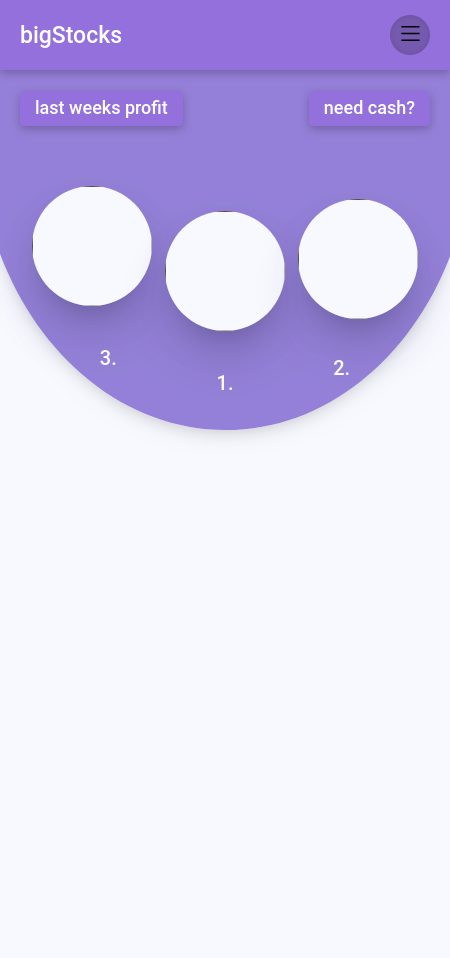 bigStocks
last weeks profit
need cash?
3.
1.
2.